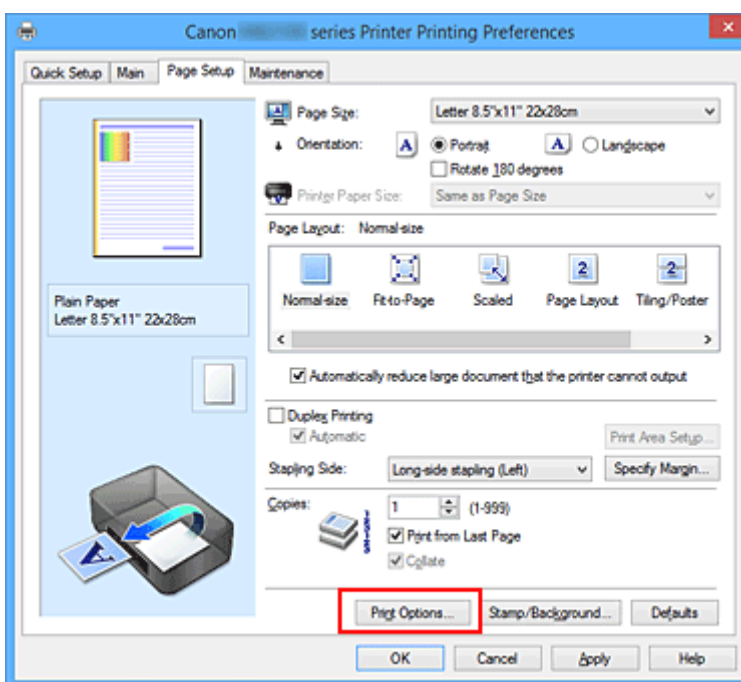 Canon series Printer Printing Preferences
Quick Setup Main Page Setup Maintenance
Page Size: Letter 8.5"x11" 22x28cm
Orientation: A Portrait A Landscape
Rotate 180 degrees
Printer Paper Size: Same as Page Size
Page Layout: Normal-size
2 2
Normal-size Fit-to-Page Scaled Page Layout Tiling/Poster
Plain Paper
Letter 8.5"x11" 22x28cm
Automatically reduce large document that the printer cannot output
Duplex Printing
Automatic
Print Area Setup...
Stapling Side: Long-side stapling (Left) Specify Margin...
Copies: 1 (1-999)
Print from Last Page
Collate
Print Options... Stamp/Background... Defaults
OK Cancel Apply Help